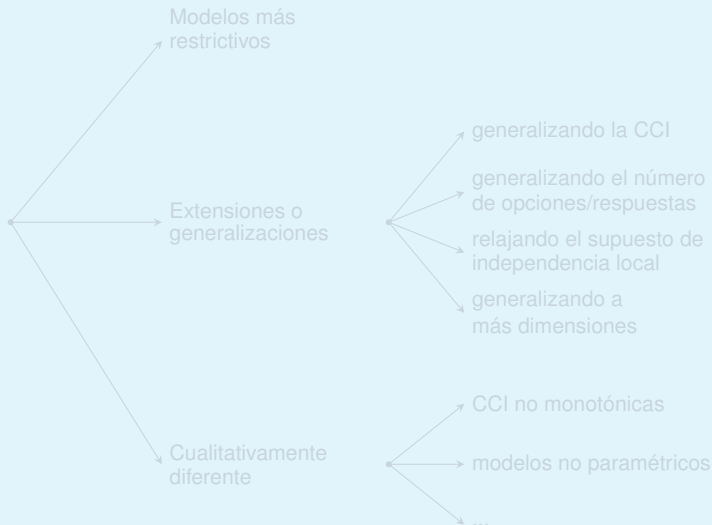 Modelos más
restrictivos
Extensiones o
generalizaciones
generalizando la CCI
generalizando el número
de opciones/respuestas
relajando el supuesto de
independencia local
generalizando a
más dimensiones
Cualitativamente
diferente
CCI no monotónicas
modelos no paramétricos
...